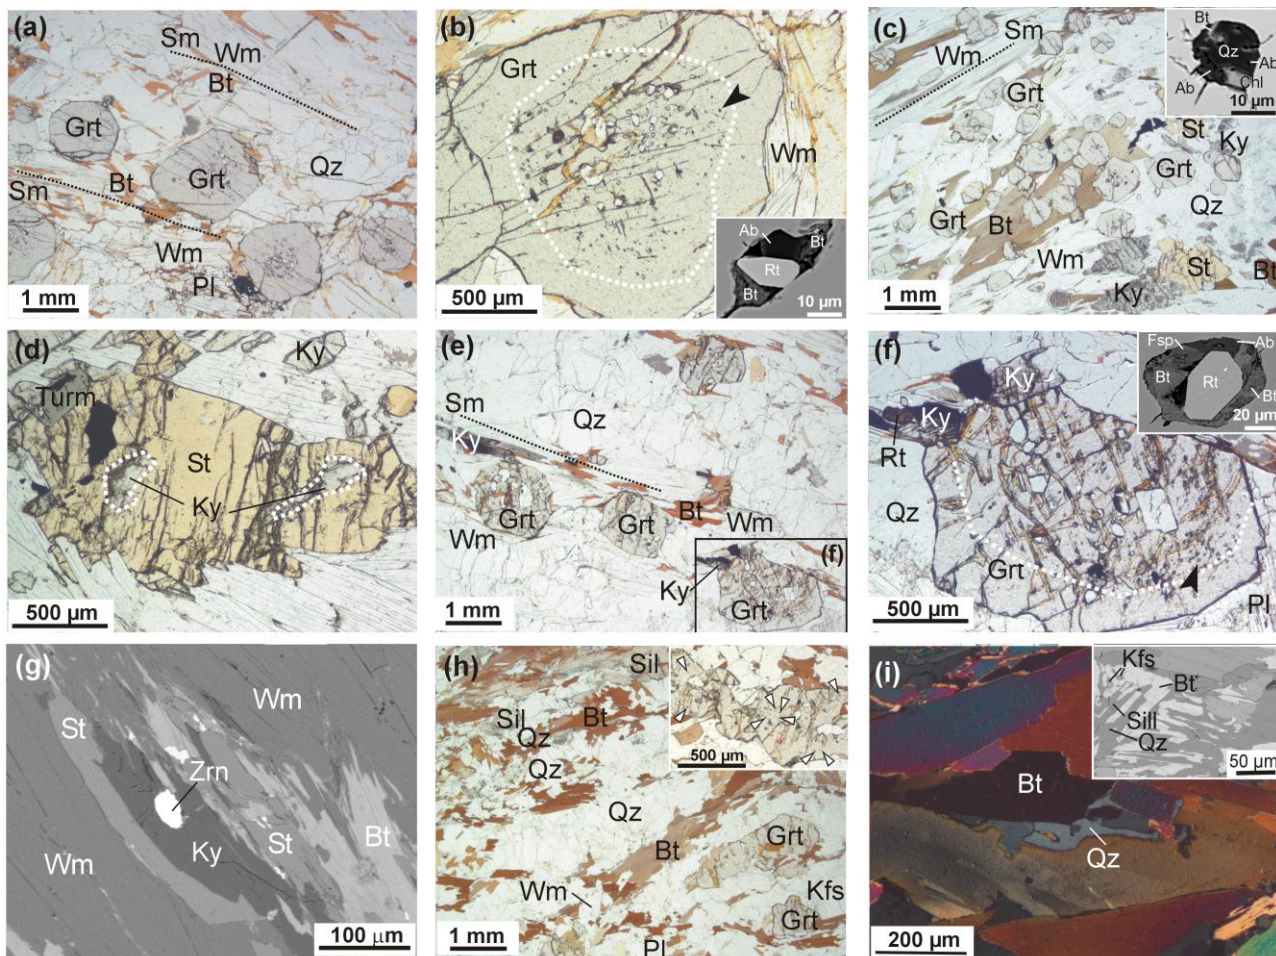 (a)
Sm
Wm
Bt
Grt
Grt
Qz
Sm
Bt
Wm
Pl
1 mm
(b)
Grt
Wm
500 µm
Ab
Bt
Rt
Bt
10 µm
(c)
Wm
Sm
Grt
St
Ky
Grt
Qz
Grt
Bt
Wm
St
Ky
Bt
1 mm
Bt
Qz
Ab
Ab
Chl
10 µm
(d)
Ky
Turm
St
Ky
500 µm
(e)
Sm
Qz
Ky
Grt
Grt
Bt
Wm
Wm
(f)
Ky
Grt
1 mm
(f)
Ky
Ky
Rt
Qz
Grt
Pl
500 µm
Fsp
Ab
Bt
Rt
Bt
20 µm
(g)
Wm
St
Zrn
St
Bt
Ky
Wm
100 µm
(h)
Sil
Bt
Sil
Qz
Qz
Qz
Grt
Bt
Wm
Kfs
Grt
Pl
1 mm
500 µm
(i)
Bt
Qz
200 µm
Kfs
Bt
Sill
Qz
50 µm